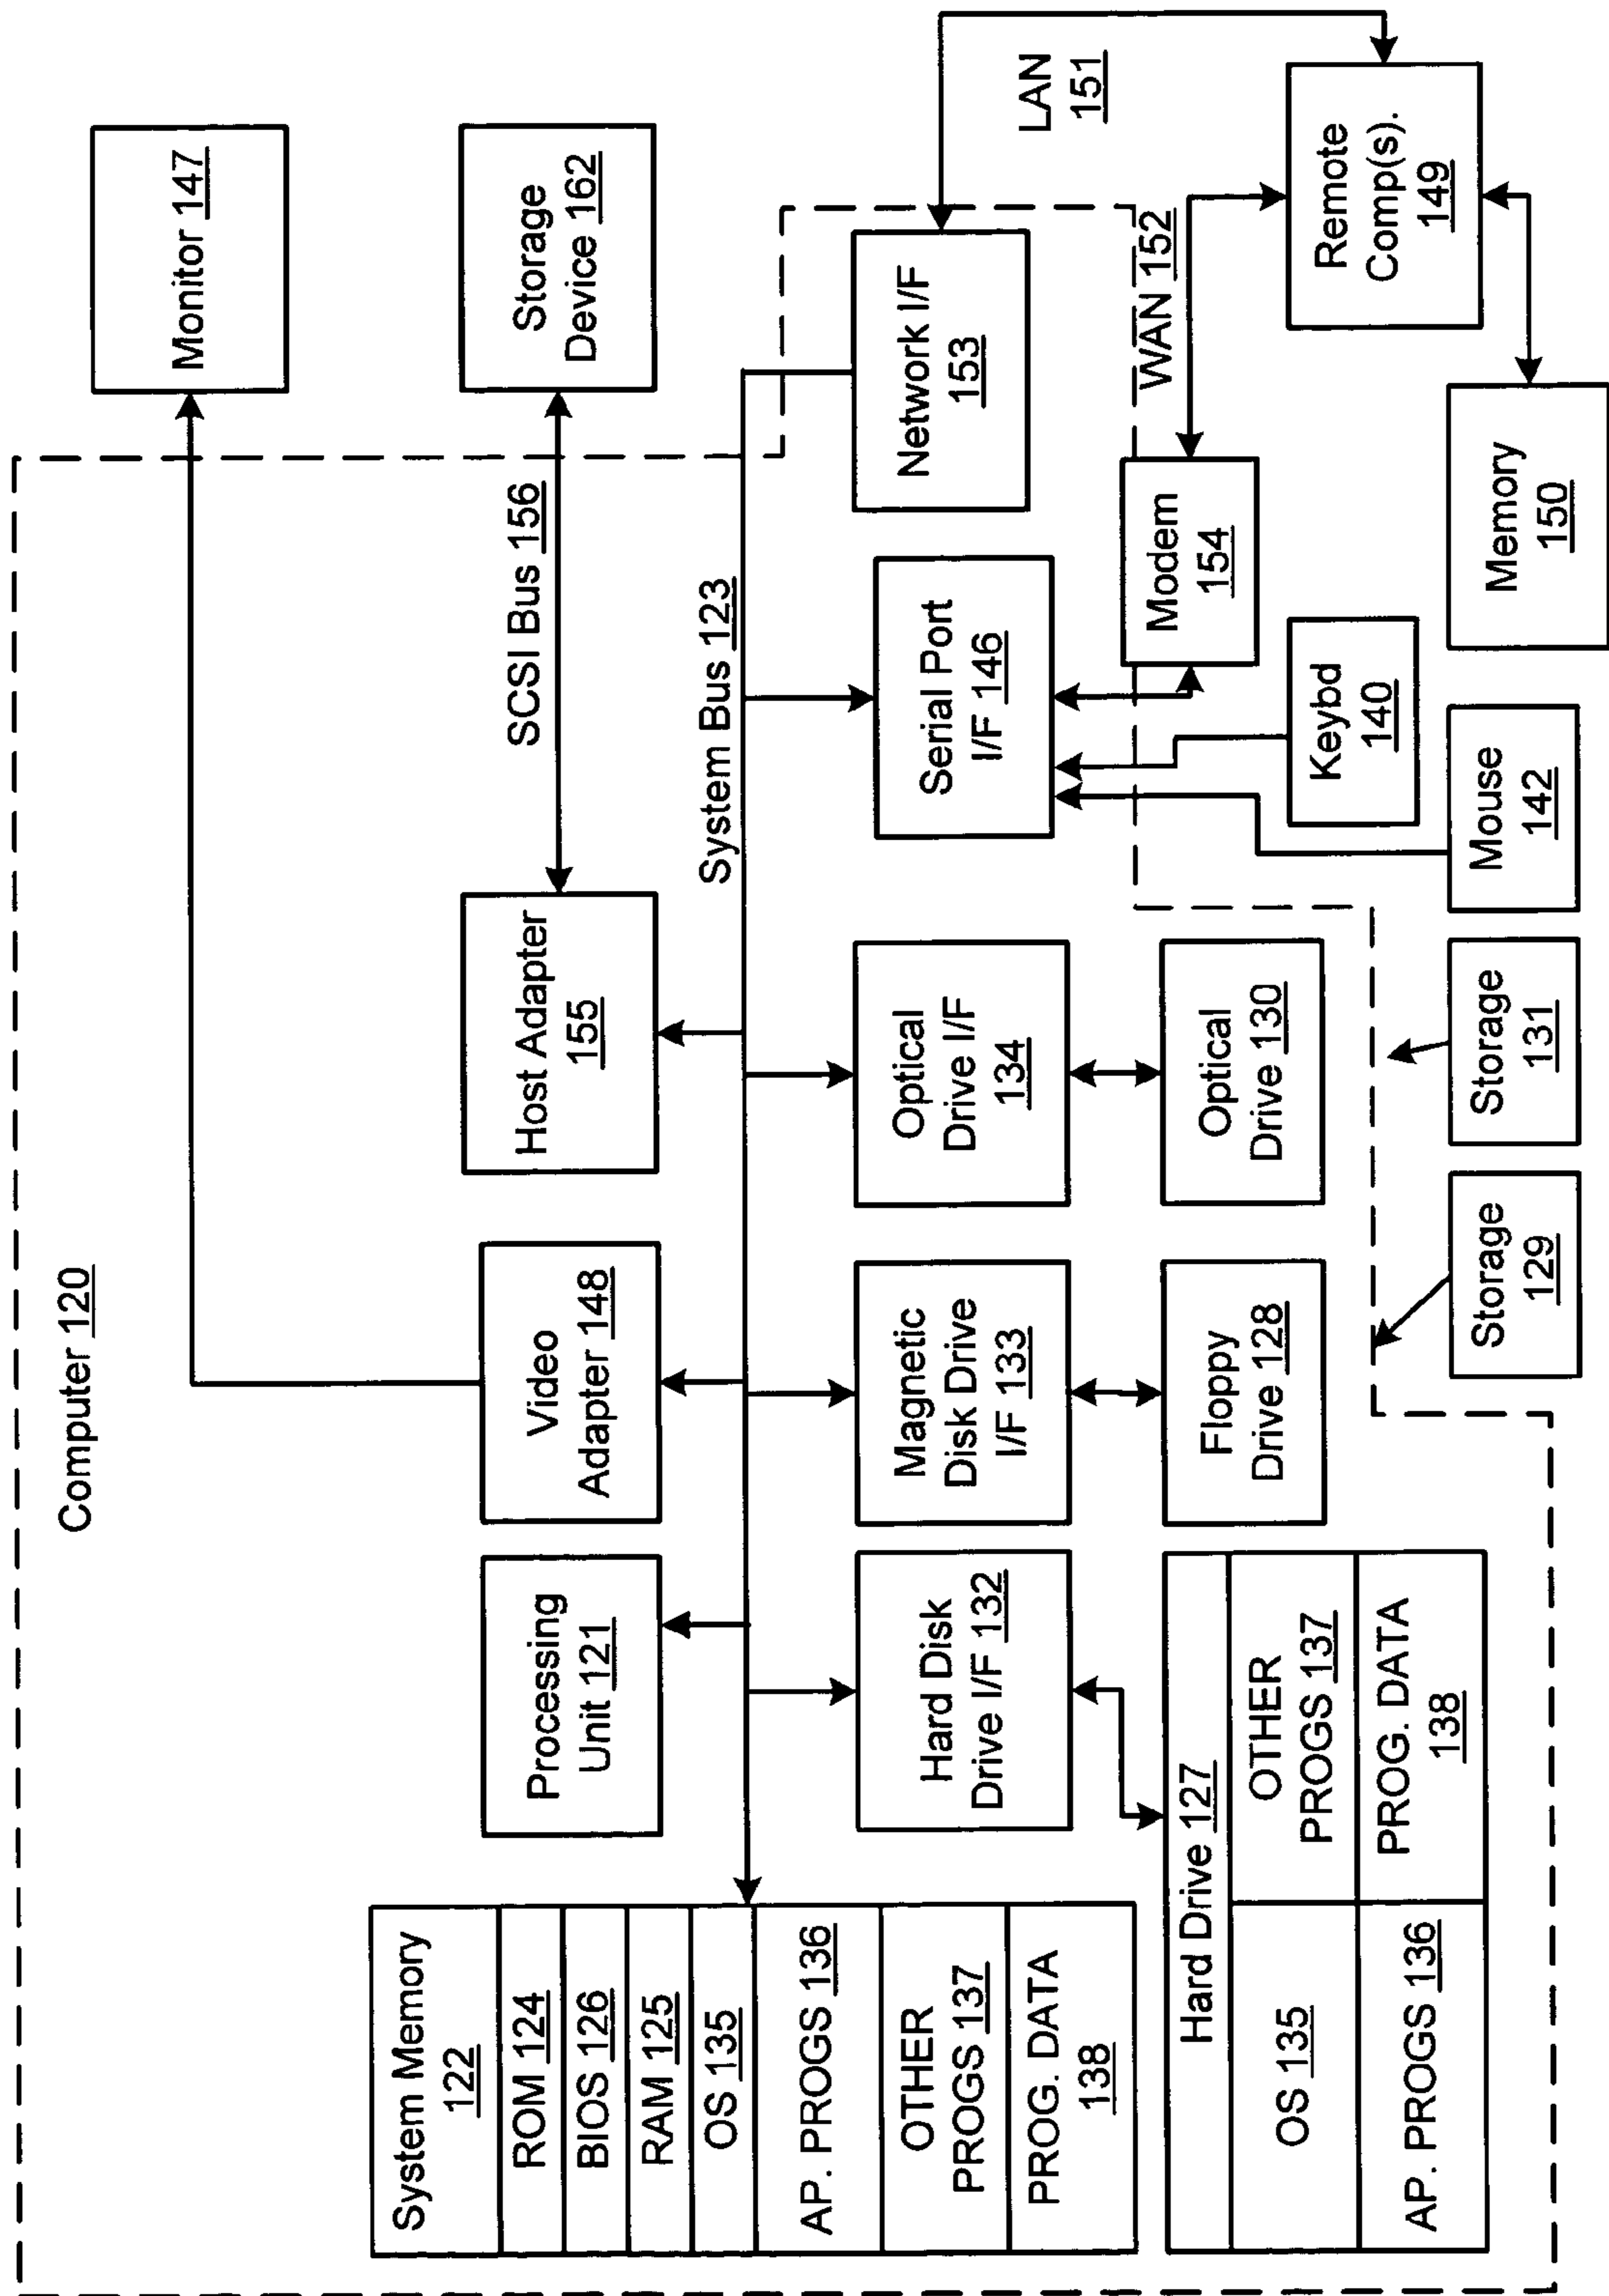 Computer 120
Monitor 147
System Memory
122
ROM 124
BIOS 126
RAM 125
OS 135
AP. PROGS 136
OTHER
PROGS 137
PROG. DATA
138
Processing
Unit 121
Video
Adapter 148
Host Adapter
155
SCSI Bus 156
Storage
Device 162
System Bus 123
Hard Disk
Drive I/F 132
Magnetic
Disk Drive
I/F 133
Optical
Drive I/F
134
Serial Port
I/F 146
Network I/F
153
LAN
151
Hard Drive 127
OS 135
OTHER
PROGS 137
AP. PROGS 136
PROG. DATA
138
Floppy
Drive 128
Optical
Drive 130
Modem
154
WAN 152
Remote
Comp(s).
149
Keybd
140
Storage
129
Storage
131
Mouse
142
Memory
150